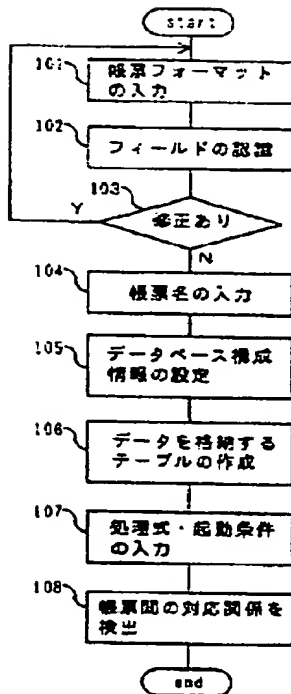 start
101
帳票フォーマット
の入力
102
フィールドの認識
103
修正あり
Y
N
104
帳票名の入力
105
データベース構成
情報の設定
106
データを格納する
テーブルの作成
107
処理式・起動条件
の入力
108
帳票間の対応関係を
検出
end